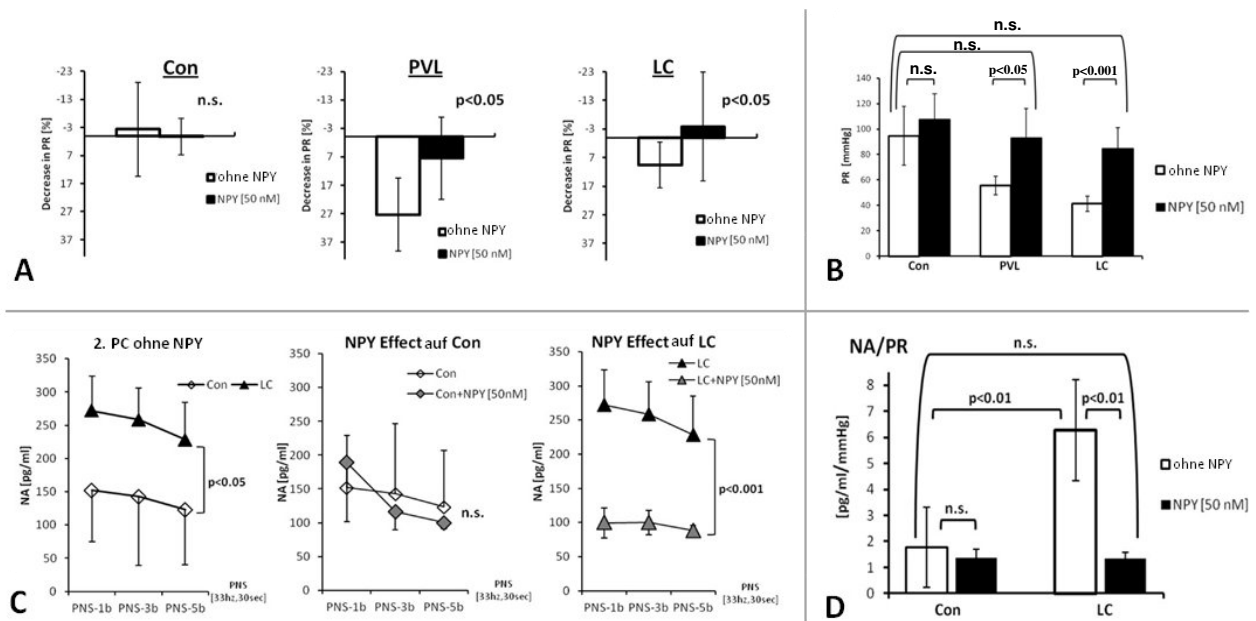 Con
-23
-13
-3
7
17
27
37
Decrease in PR [%]
n.s.
ohne NPY
NPY [50 nM]
A
PVL
-23
-13
-3
7
17
27
37
Decrease in PR [%]
p<0.05
ohne NPY
NPY [50 nM]
LC
-23
-13
-3
7
17
27
37
Decrease in PR [%]
p<0.05
ohne NPY
NPY [50 nM]
n.s.
n.s.
n.s.
p<0.05
p<0.001
140
120
100
80
60
40
20
0
PR [mmHg]
Con
PVL
LC
ohne NPY
NPY [50 nM]
B
2. PC ohne NPY
350
300
250
200
150
100
50
0
NA [pg/ml]
Con
LC
p<0.05
PNS
[33hz,30sec]
PNS-1b
PNS-3b
PNS-5b
C
NPY Effect auf Con
350
300
250
200
150
100
50
0
NA [pg/ml]
Con
Con+NPY [50nM]
n.s.
PNS
[33hz,30sec]
PNS-1b
PNS-3b
PNS-5b
NPY Effect auf LC
350
300
250
200
150
100
50
0
NA [pg/ml]
LC
LC+NPY [50nM]
p<0.001
PNS
[33hz,30sec]
PNS-1b
PNS-3b
PNS-5b
NA/PR
n.s.
p<0.01
p<0.01
n.s.
8
7
6
5
4
3
2
1
0
[pg/ml/mmHg]
ohne NPY
NPY [50 nM]
Con
LC
D